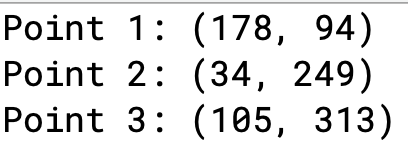 Point 1: (178, 94)
Point 2: (34, 249)
Point 3: (105, 313)